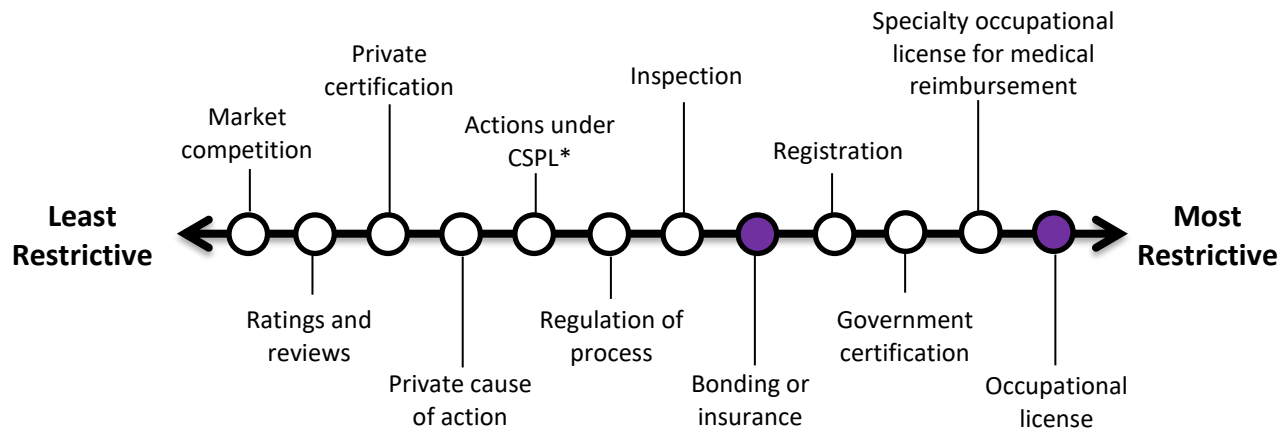 Specialty occupational
license for medical
reimbursement
Private
certification
Inspection
Market
competition
Actions under
CSPL*
Registration
Least
Restrictive
Most
Restrictive
Ratings and
reviews
Regulation of
process
Government
certification
Private cause
of action
Bonding or
insurance
Occupational
license